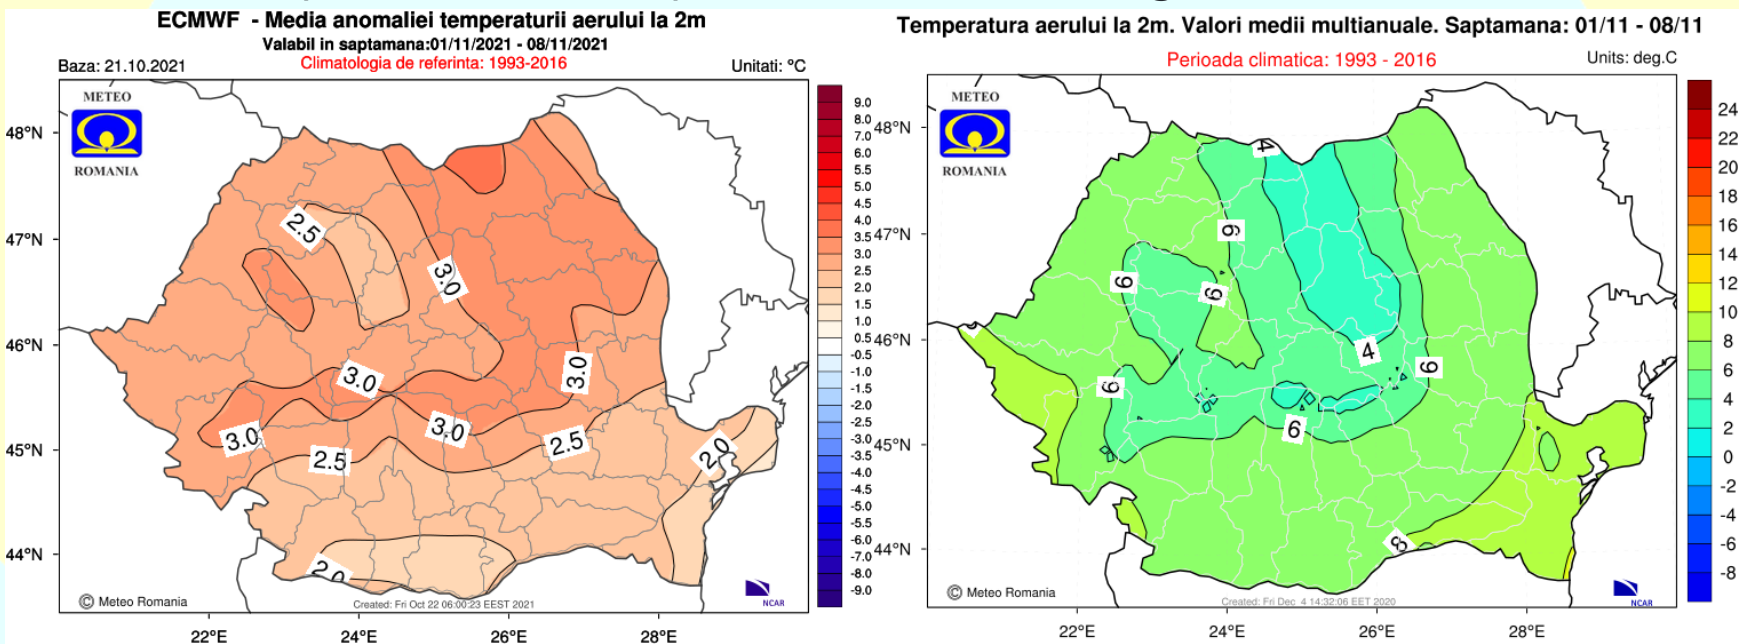 ECMWF - Media anomaliei temperaturii aerului la 2m
Valabil in saptamana:01/11/2021 - 08/11/2021
Baza: 21.10.2021
Climatologia de referinta: 1993-2016
Unitati: °C
METEO
ROMANIA
48°N
47°N
46°N
45°N
44°N
2.5
3.0
3.0
3.0
3.0
3.0
2.5
2.5
2.0
2.0
9.0
8.0
7.0
6.0
5.5
5.0
4.5
4.0
3.5
3.0
2.5
2.0
1.5
1.0
0.5
-0.5
-1.0
-1.5
-2.0
-2.5
-3.0
-3.5
-4.0
-4.5
-5.0
-5.5
-6.0
-7.0
-8.0
-9.0
© Meteo Romania
Created: Fri Oct 22 06:00:23 EEST 2021
NCAR
22°E
24°E
26°E
28°E
Temperatura aerului la 2m. Valori medii multianuale. Saptamana: 01/11 - 08/11
Perioada climatica: 1993 - 2016
Units: deg.C
METEO
ROMANIA
48°N
47°N
46°N
45°N
44°N
4
6
6
6
4
6
6
6
8
24
22
20
18
16
14
12
10
8
6
4
2
0
-2
-4
-6
-8
© Meteo Romania
Created: Fri Dec 4 14:32:06 EET 2020
NCAR
22°E
24°E
26°E
28°E